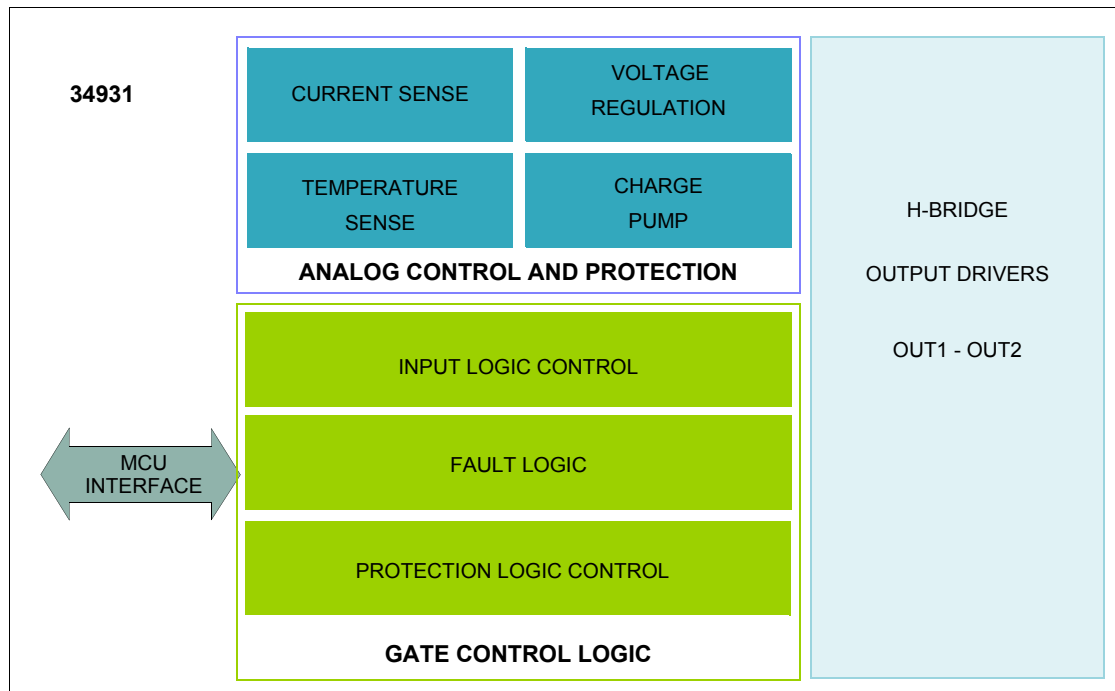 34931
CURRENT SENSE
VOLTAGE
REGULATION
TEMPERATURE
SENSE
CHARGE
PUMP
ANALOG CONTROL AND PROTECTION
INPUT LOGIC CONTROL
FAULT LOGIC
PROTECTION LOGIC CONTROL
GATE CONTROL LOGIC
MCU
INTERFACE
H-BRIDGE
OUTPUT DRIVERS
OUT1 - OUT2